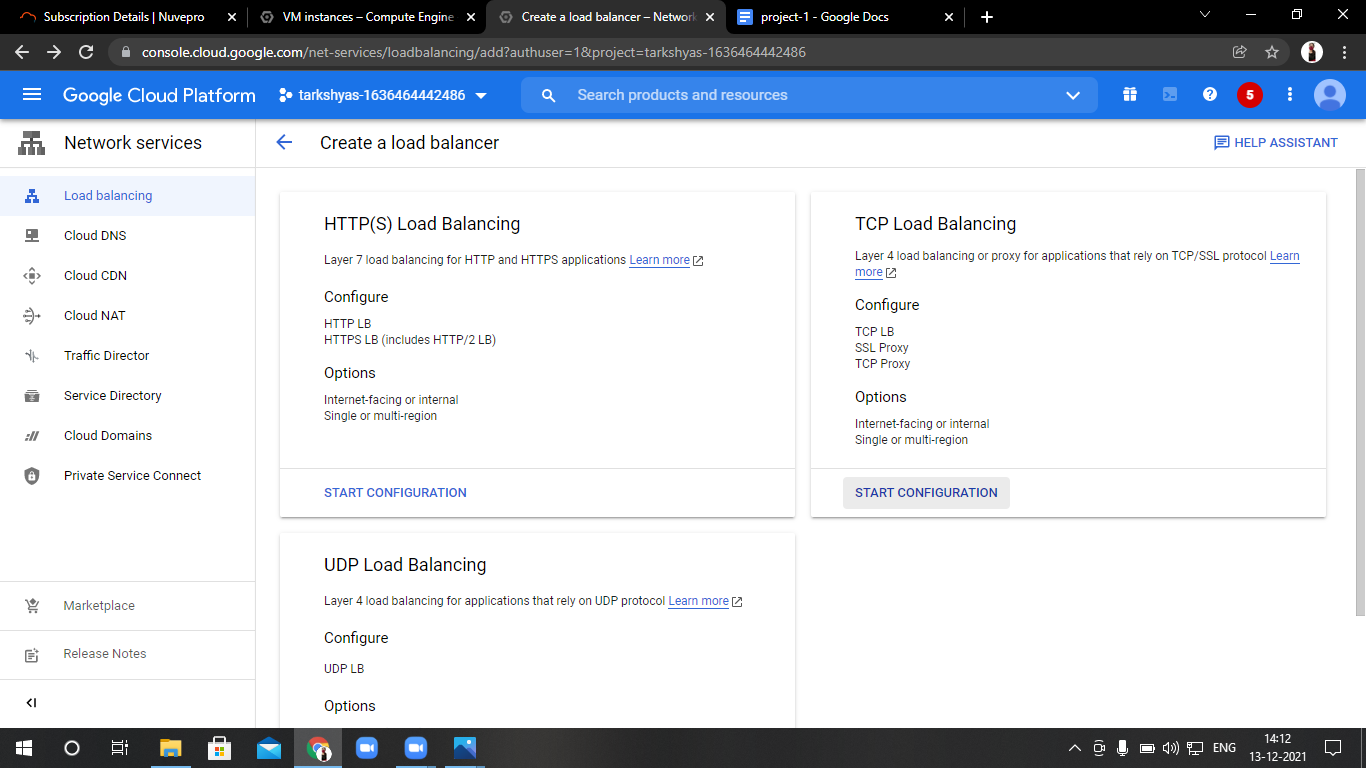 Subscription Details | Nuvepro
VM instances – Compute Engine
Create a load balancer – Network
project-1 - Google Docs
console.cloud.google.com/net-services/loadbalancing/add?authuser=1&project=tarkshyas-1636464442486
Google Cloud Platform
tarkshyas-1636464442486
Search products and resources
5
Network services
Create a load balancer
HELP ASSISTANT
Load balancing
Cloud DNS
Cloud CDN
Cloud NAT
Traffic Director
Service Directory
Cloud Domains
Private Service Connect
Marketplace
Release Notes
HTTP(S) Load Balancing
Layer 7 load balancing for HTTP and HTTPS applications Learn more
Configure
HTTP LB
HTTPS LB (includes HTTP/2 LB)
Options
Internet-facing or internal
Single or multi-region
START CONFIGURATION
TCP Load Balancing
Layer 4 load balancing or proxy for applications that rely on TCP/SSL protocol Learn
more
Configure
TCP LB
SSL Proxy
TCP Proxy
Options
Internet-facing or internal
Single or multi-region
START CONFIGURATION
UDP Load Balancing
Layer 4 load balancing for applications that rely on UDP protocol Learn more
Configure
UDP LB
Options
ENG
14:12
13-12-2021